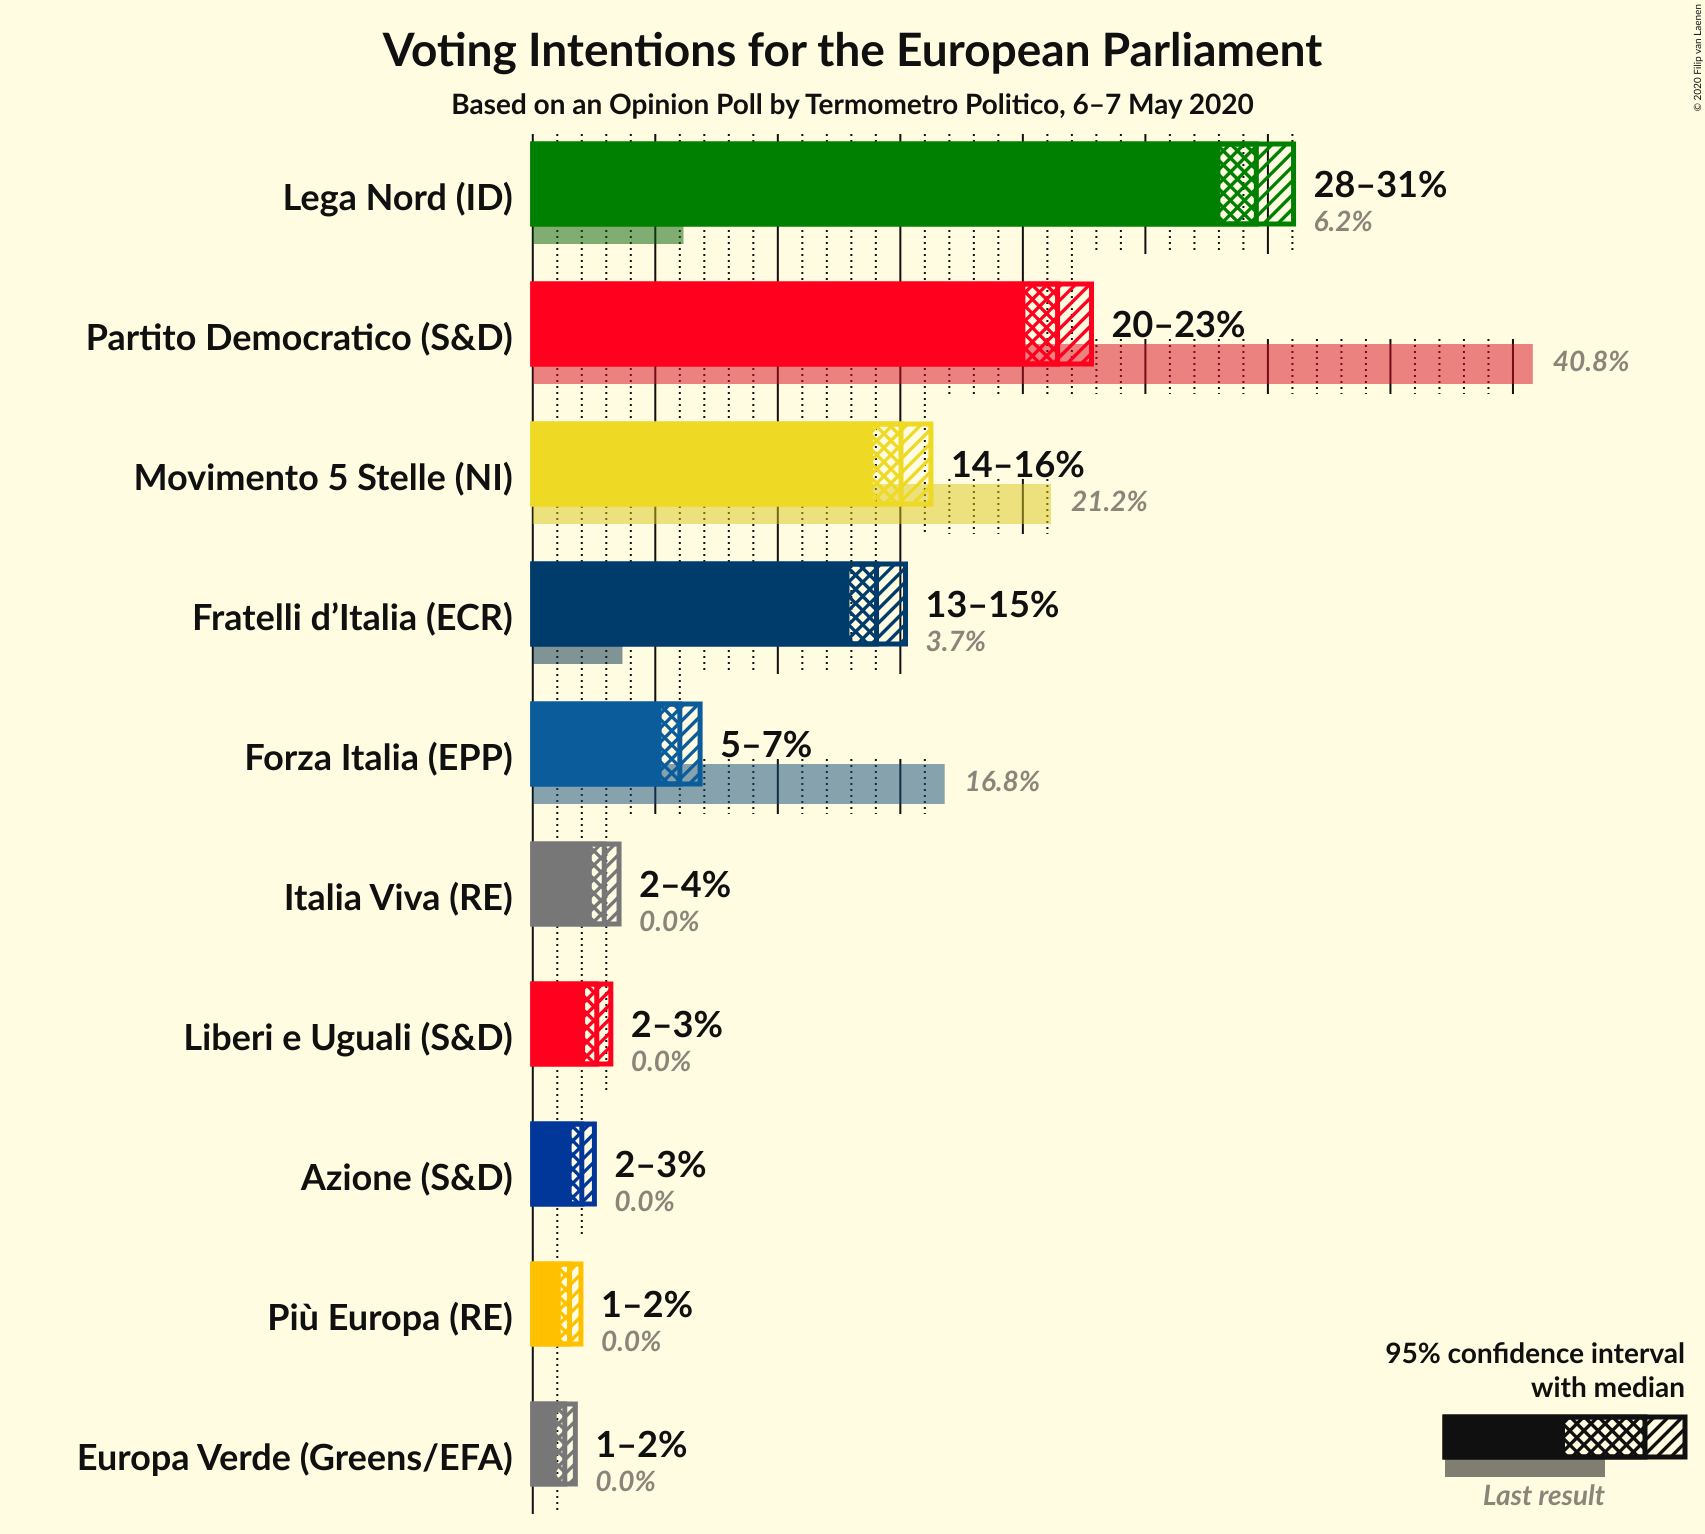 Voting Intentions for the European Parliament
Based on an Opinion Poll by Termometro Politico, 6–7 May 2020
© 2020 Filip van Laenen
Lega Nord (ID)
28–31%
6.2%
Partito Democratico (S&D)
20–23%
40.8%
Movimento 5 Stelle (NI)
14–16%
21.2%
Fratelli d’Italia (ECR)
13–15%
3.7%
Forza Italia (EPP)
5–7%
16.8%
Italia Viva (RE)
2–4%
0.0%
Liberi e Uguali (S&D)
2–3%
0.0%
Azione (S&D)
2–3%
0.0%
Più Europa (RE)
1–2%
0.0%
Europa Verde (Greens/EFA)
1–2%
0.0%
95% confidence interval
with median
Last result